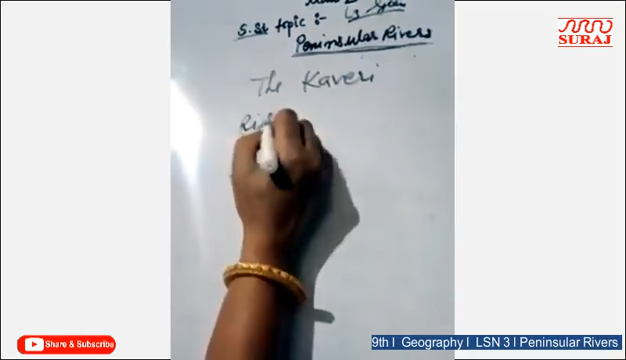 S.St topic :-
Peninsular Rivers
The Kaveri
SURAJ
Share & Subscribe
9th I Geography I LSN 3 I Peninsular Rivers